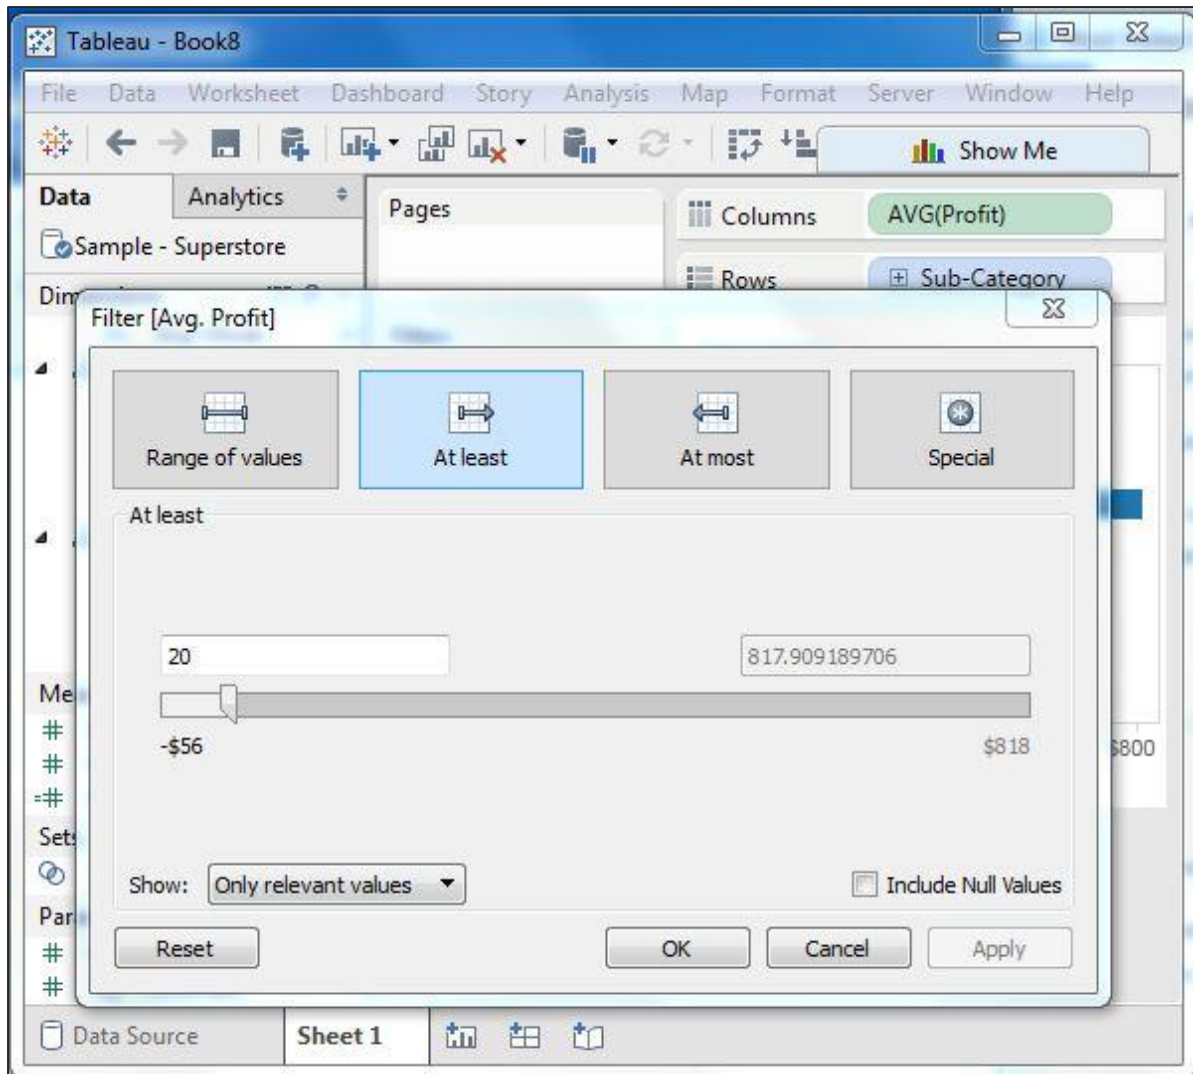 Tableau - Book8
File Data Worksheet Dashboard Story Analysis Map Format Server Window Help
Show Me
Data Analytics
Pages
Columns AVG(Profit)
Sample - Superstore
Rows Sub-Category
Filter [Avg. Profit]
Range of values At least At most Special
At least
20 817.909189706
-$56 $818
$800
Show: Only relevant values Include Null Values
Reset OK Cancel Apply
Data Source Sheet 1